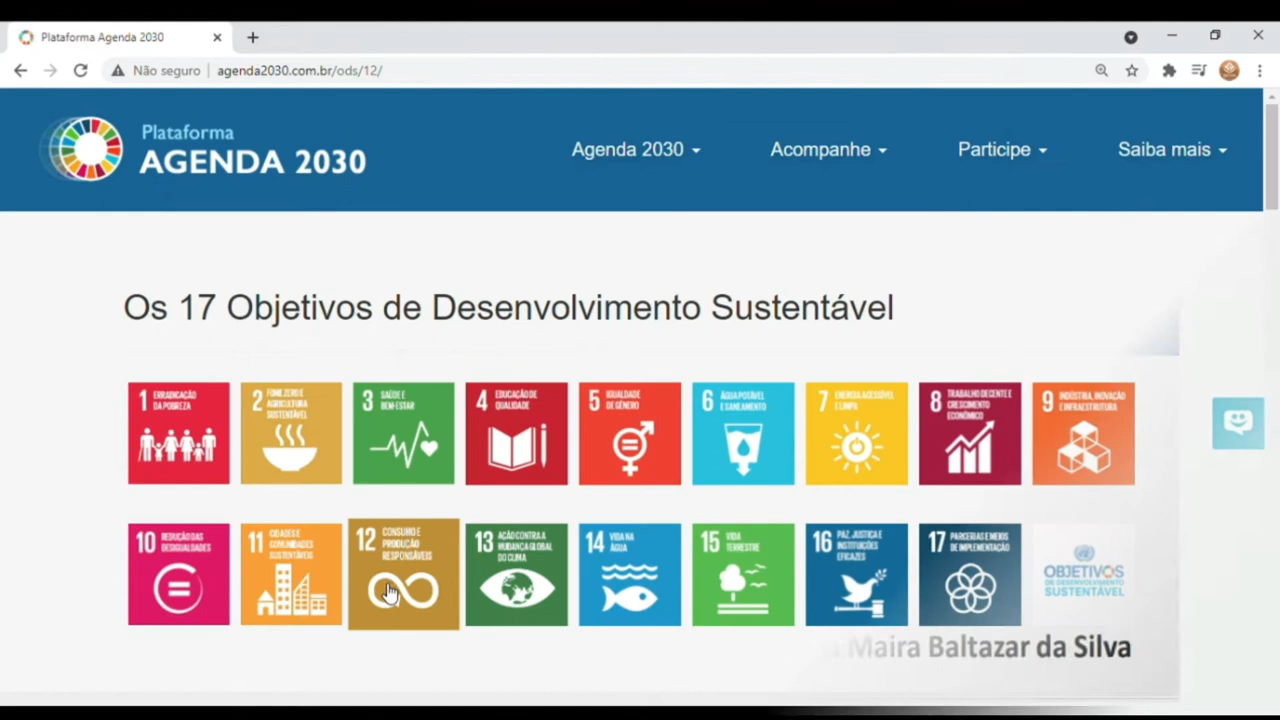 Plataforma Agenda 2030
Não seguro
agenda2030.com.br/ods/12/
Plataforma
AGENDA 2030
Agenda 2030
Acompanhe
Participe
Saiba mais
Os 17 Objetivos de Desenvolvimento Sustentável
1 ERRADICAÇÃO
DA POBREZA
2 FOME ZERO E
AGRICULTURA
SUSTENTÁVEL
3 SAÚDE E
BEM-ESTAR
4 EDUCAÇÃO DE
QUALIDADE
5 IGUALDADE
DE GÊNERO
6 ÁGUA POTÁVEL
E SANEAMENTO
7 ENERGIA ACESSÍVEL
E LIMPA
8 TRABALHO DECENTE E
CRESCIMENTO
ECONÔMICO
9 INDÚSTRIA, INOVAÇÃO
E INFRAESTRUTURA
10 REDUÇÃO DAS
DESIGUALDADES
11 CIDADES E
COMUNIDADES
SUSTENTÁVEIS
12 CONSUMO E
PRODUÇÃO
RESPONSÁVEIS
13 AÇÃO CONTRA A
MUDANÇA GLOBAL
DO CLIMA
14 VIDA NA
ÁGUA
15 VIDA
TERRESTRE
16 PAZ, JUSTIÇA E
INSTITUIÇÕES
EFICAZES
17 PARCERIAS E MEIOS
DE IMPLEMENTAÇÃO
OBJETIVOS
DE DESENVOLVIMENTO
SUSTENTÁVEL
Maira Baltazar da Silva